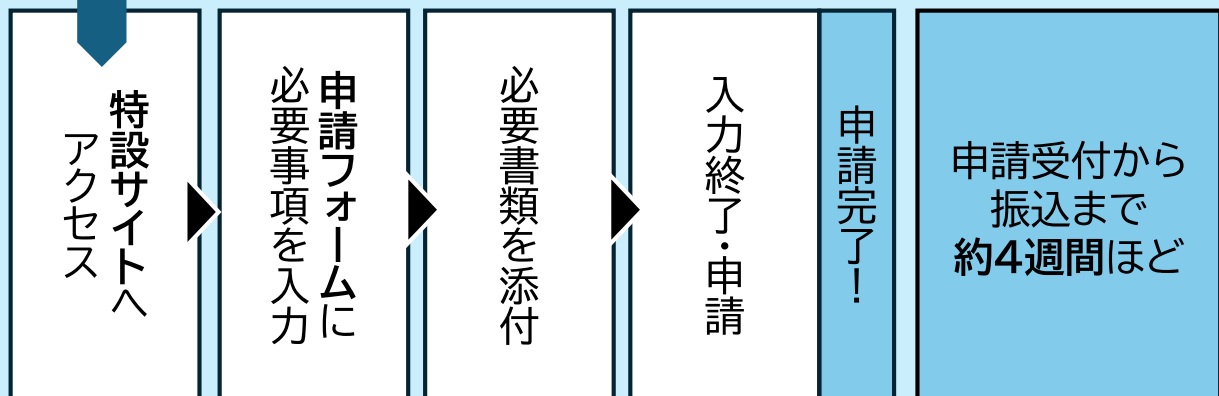 特設サイトへ
アクセス
申請フォームに
必要事項を入力
必要書類を添付
入力終了・申請
申請完了!
申請受付から
振込まで
約4週間ほど